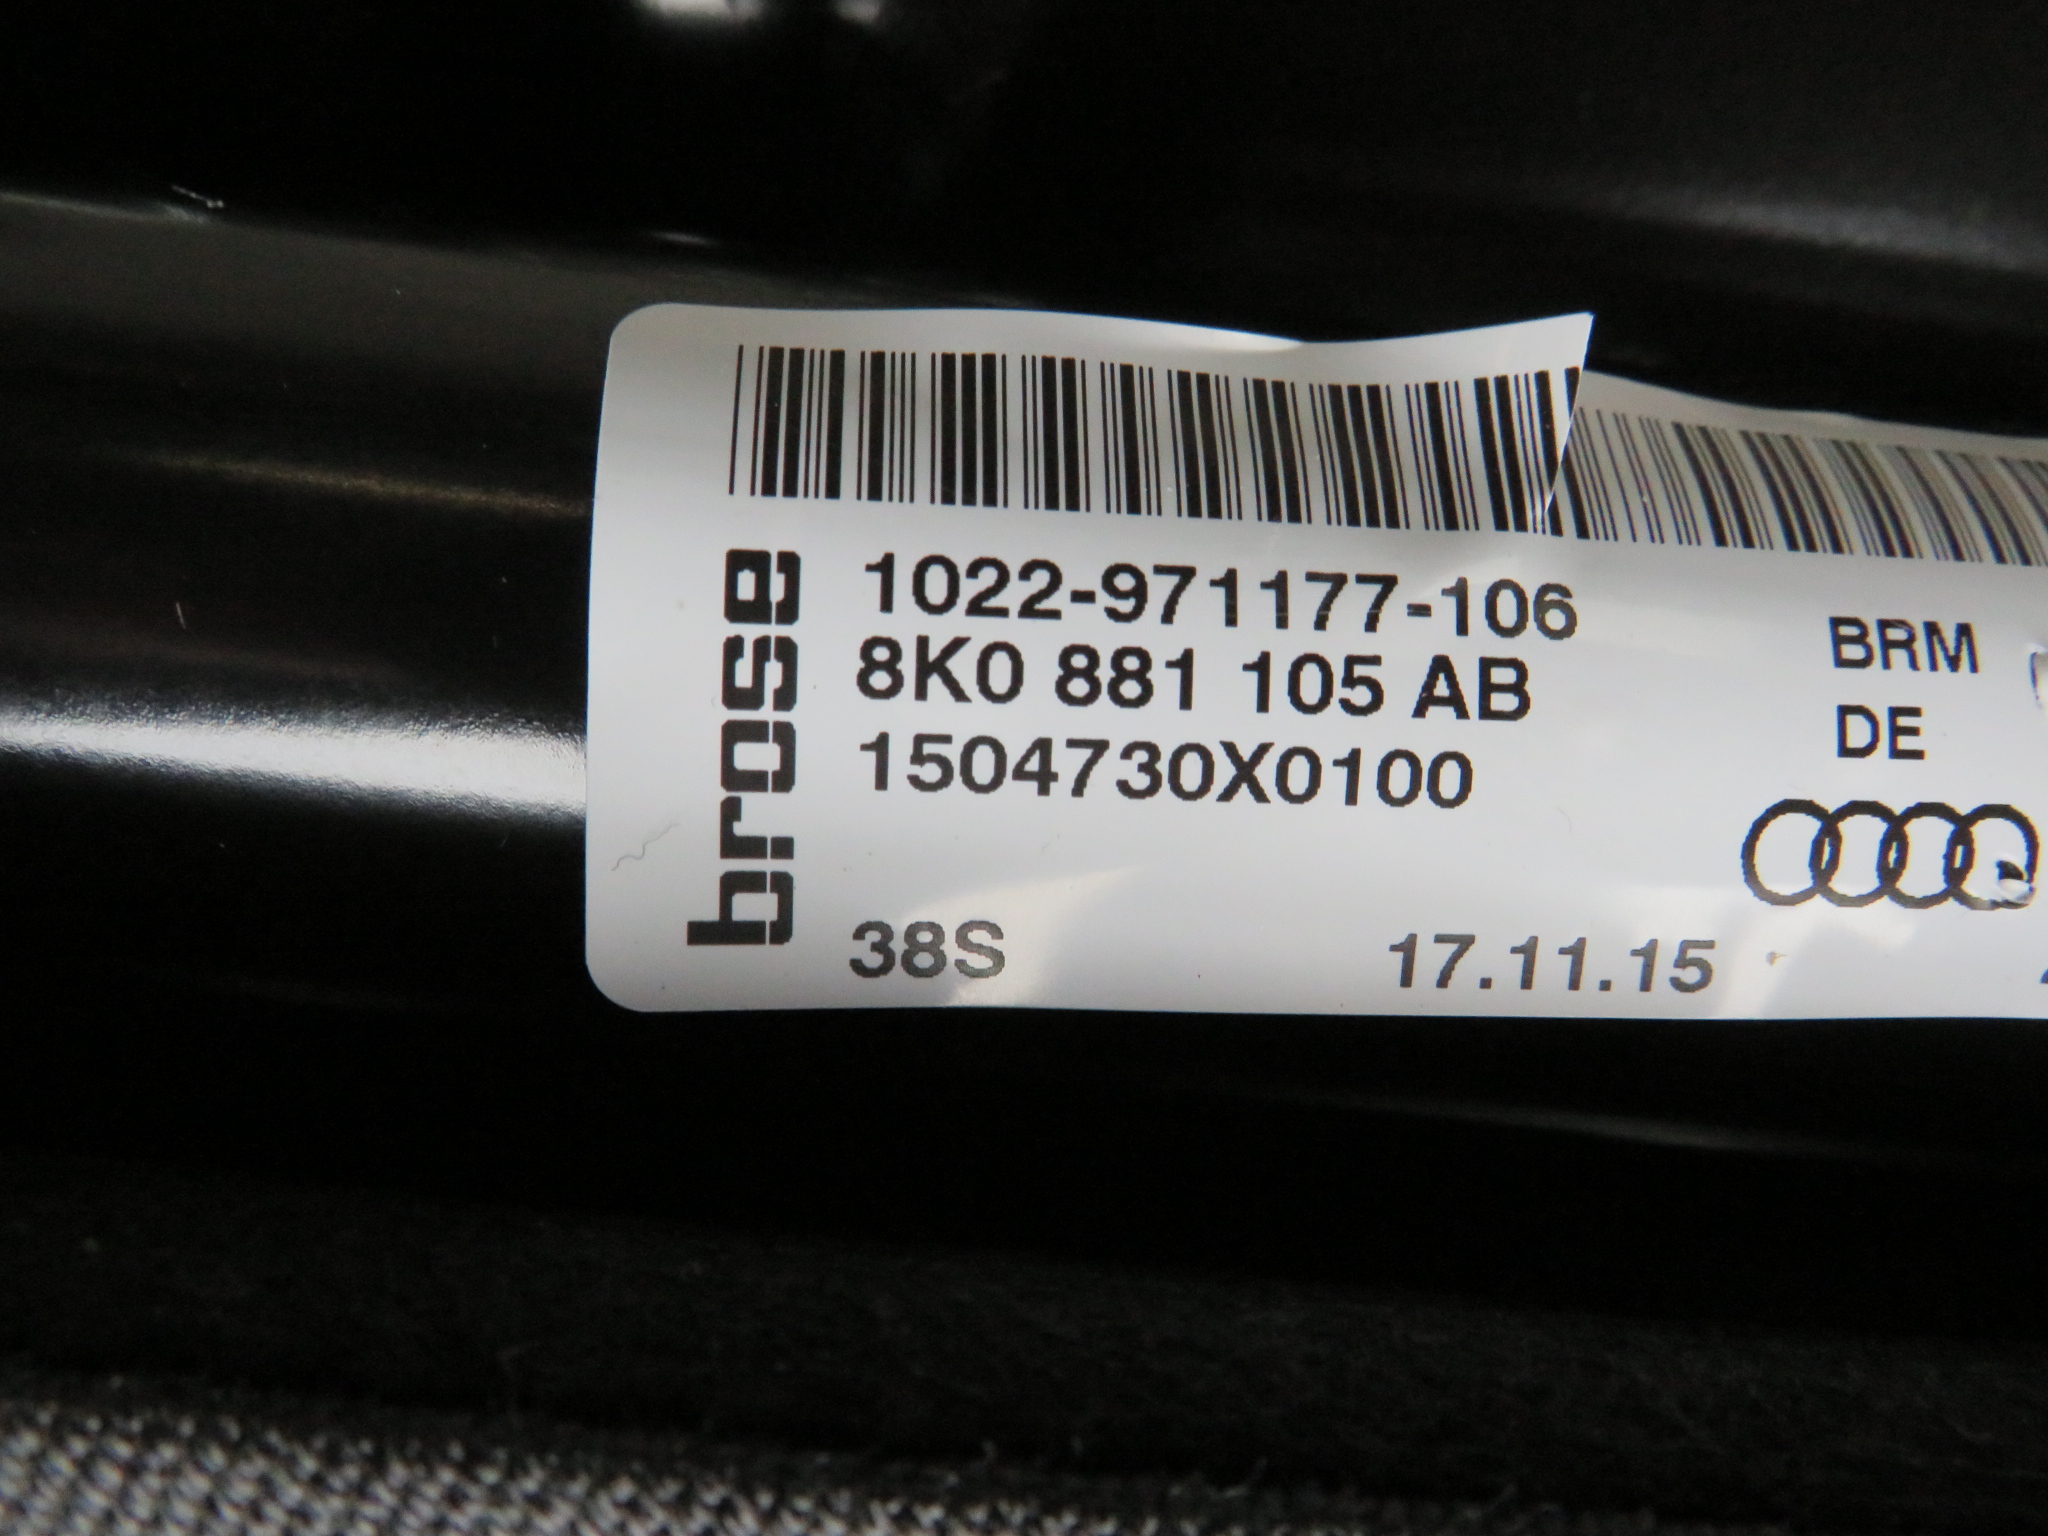 brose
1022-971177-106
8K0 881 105 AB
1504730X0100
BRM
DE
38S
17.11.15